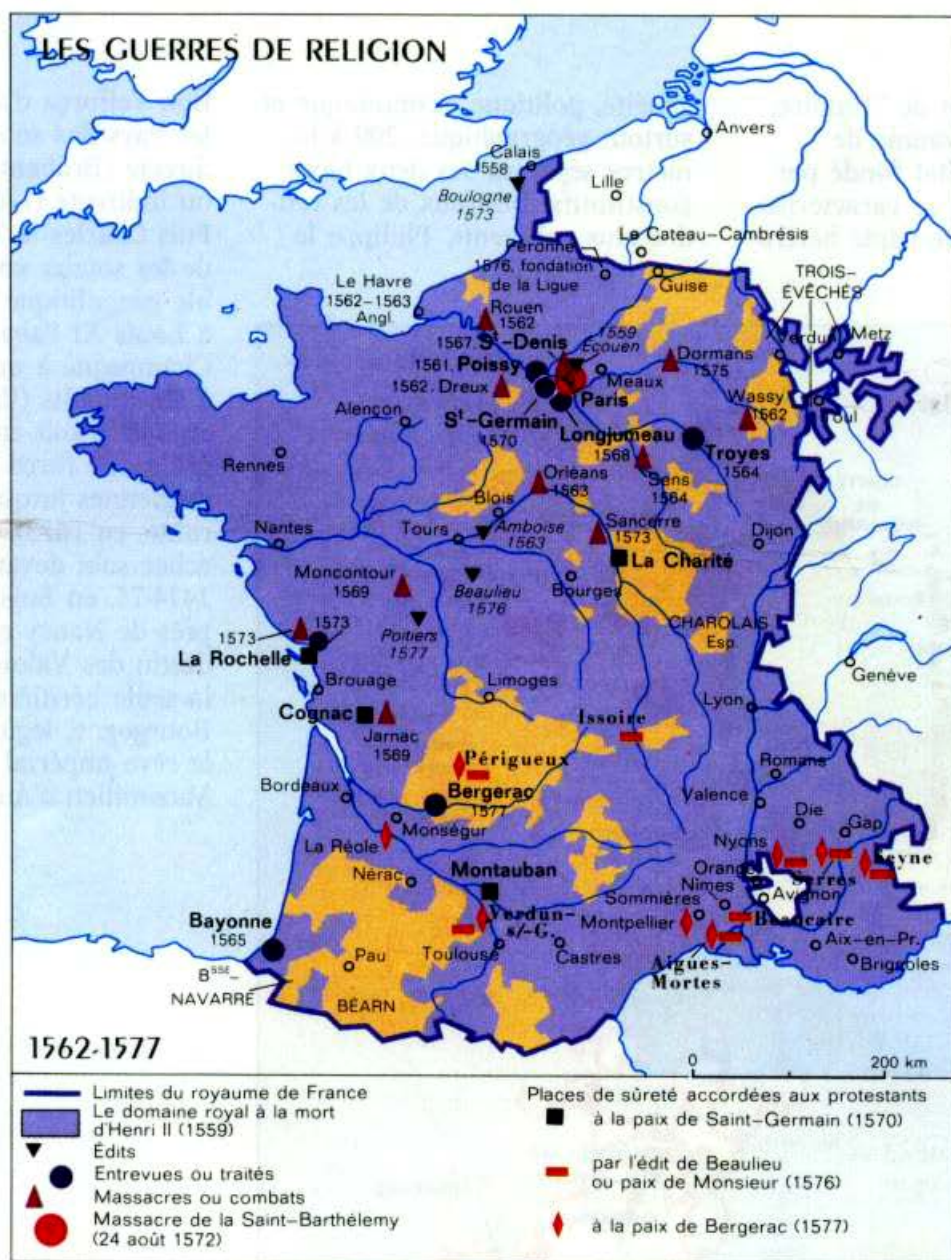 LES GUERRES DE RELIGION
Anvers
Calais
1558
Boulogne
1573
Lille
Le Cateau-Cambrésis
Péronne
1576, fondation
de la Ligue
Guise
TROIS-
ÉVÊCHÉS
Verdun
Metz
Toul
Le Havre
1562-1563
Angl.
Rouen
1562
1567. St-Denis
1559
Écouen
1561. Poissy
Meaux
Dormans
1575
1562. Dreux
Paris
Wassy
1562
Alençon
St-Germain
1570
Longjumeau
1568
Troyes
1564
Sens
1564
Rennes
Orléans
1563
Blois
Nantes
Tours
Amboise
1563
Sancerre
1573
Dijon
La Charité
Moncontour
1569
Beaulieu
1576
Bourges
CHAROLAIS
Esp.
1573
1573
La Rochelle
Poitiers
1577
Genève
Brouage
Limoges
Lyon
Cognac
Jarnac
1569
Issoire
Périgueux
Romans
Bordeaux
Bergerac
1577
Valence
Die
Gap
Monségur
La Réole
Nyons
Serres
Seyne
Montauban
Orange
Nérac
Nîmes
Avignon
Sommières
Beaucaire
Bayonne
1565
Verdun-
s/-G.
Montpellier
Toulouse
Castres
Aix-en-Pr.
Brignoles
Aigues-
Mortes
Pau
BSSE-
NAVARRE
BÉARN
1562-1577
0 200 km
Limites du royaume de France
Le domaine royal à la mort
d'Henri II (1559)
Édits
Entrevues ou traités
Massacres ou combats
Massacre de la Saint-Barthélemy
(24 août 1572)
Places de sûreté accordées aux protestants
à la paix de Saint-Germain (1570)
par l'édit de Beaulieu
ou paix de Monsieur (1576)
à la paix de Bergerac (1577)